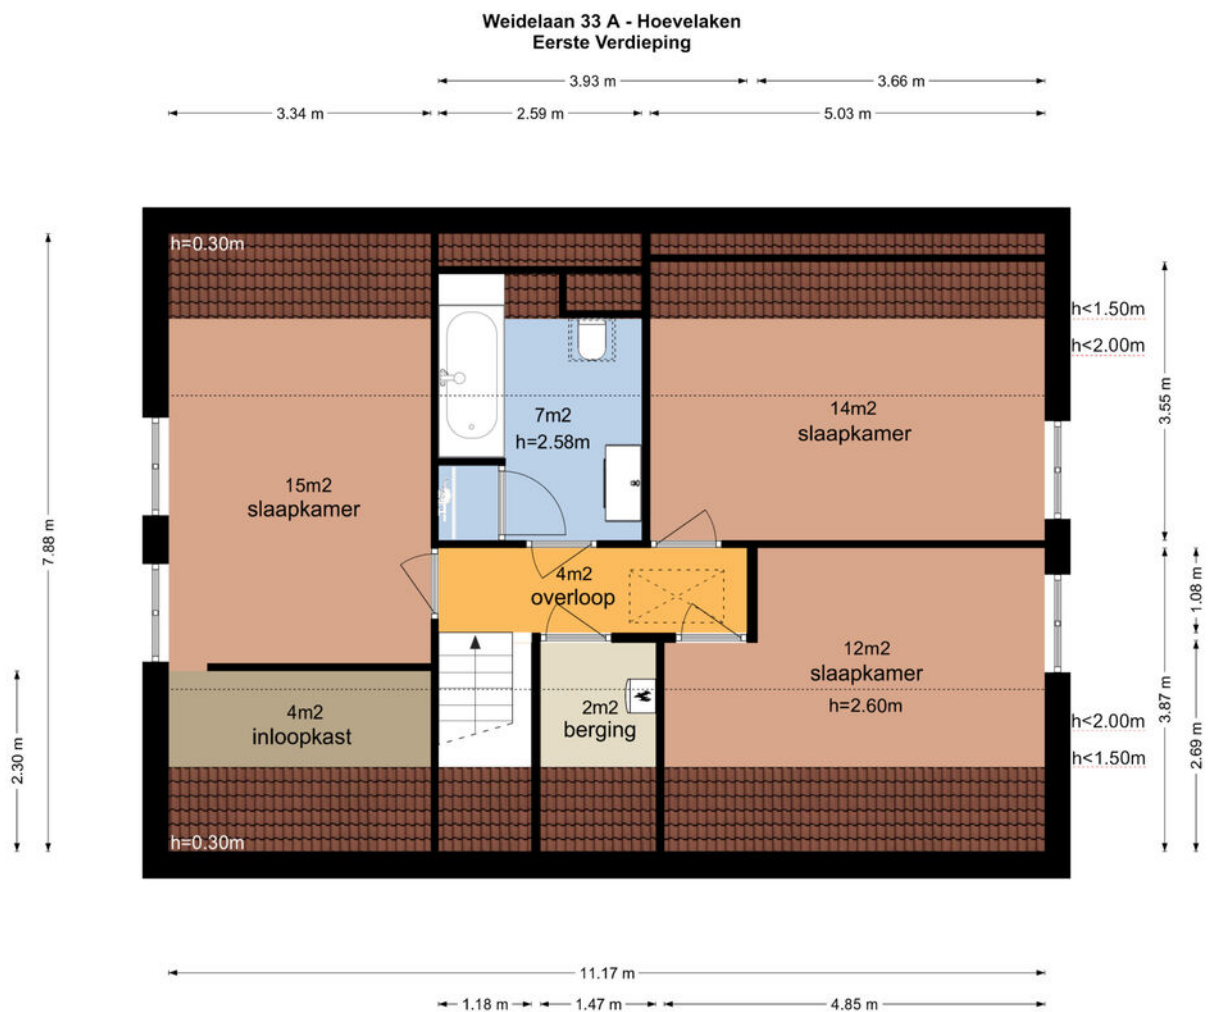 Weidelaan 33 A - Hoevelaken
Eerste Verdieping
3.93 m
3.66 m
3.34 m
2.59 m
5.03 m
h=0.30m
h<1.50m
h<2.00m
7m2
h=2.58m
14m2
slaapkamer
3.55 m
15m2
slaapkamer
7.88 m
4m2
overloop
1.08 m
12m2
slaapkamer
h=2.60m
3.87 m
4m2
inloopkast
2m2
berging
h<2.00m
h<1.50m
2.30 m
2.69 m
h=0.30m
11.17 m
1.18 m
1.47 m
4.85 m